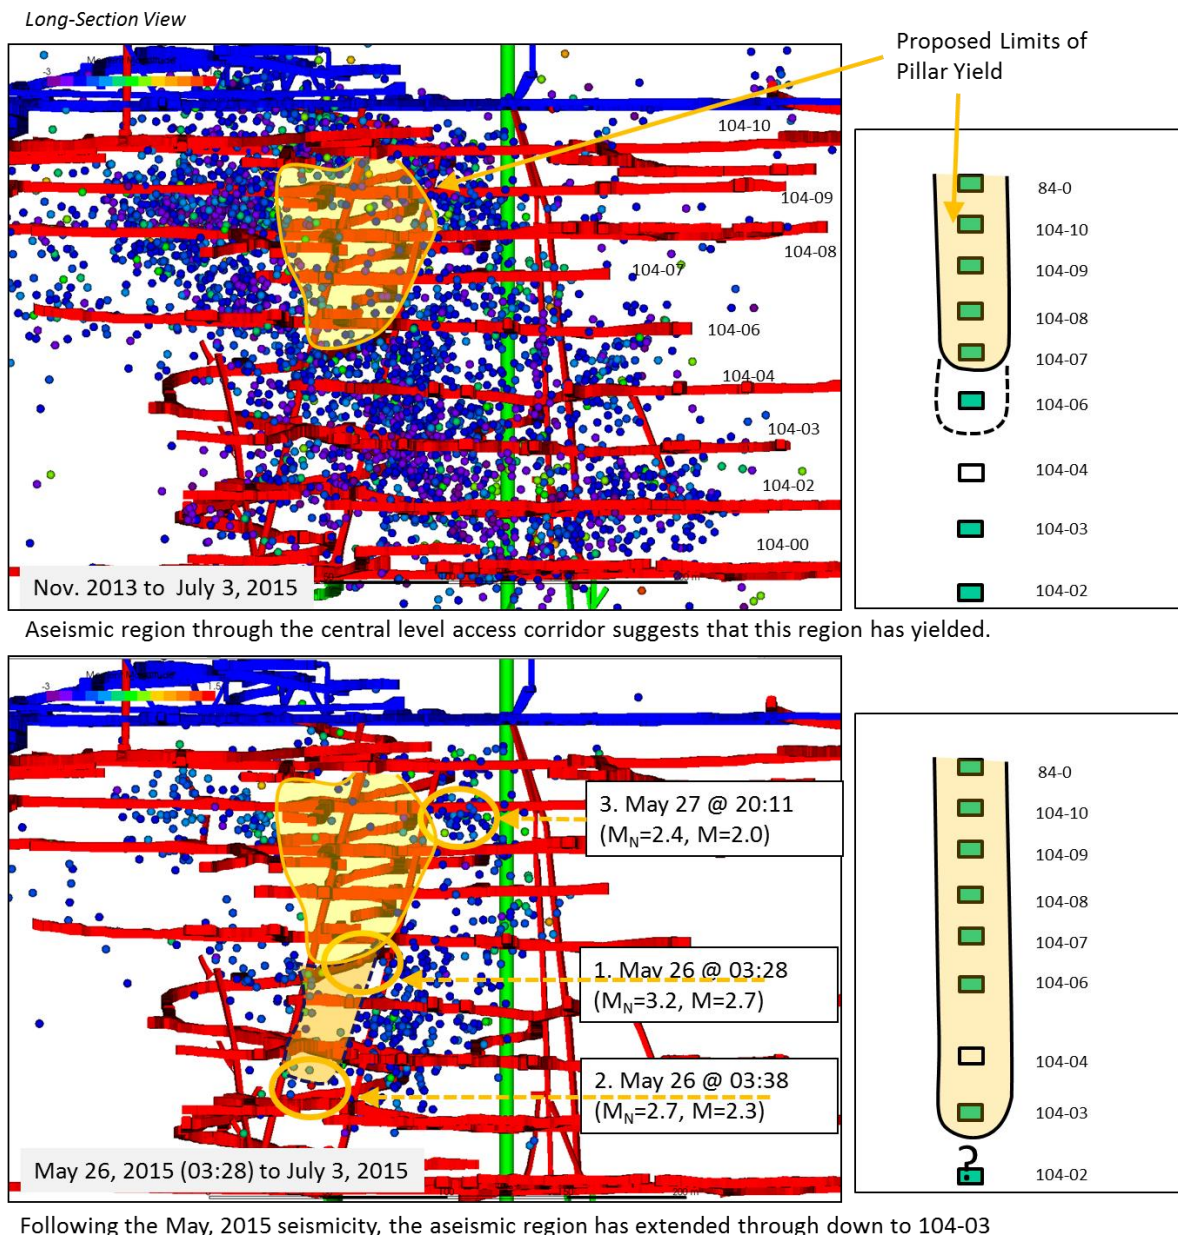 Long-Section View
Proposed Limits of
Pillar Yield
-3
104-10
104-09
104-08
104-07
104-06
104-04
104-03
104-02
104-00
Nov. 2013 to July 3, 2015
84-0
104-10
104-09
104-08
104-07
104-06
104-04
104-03
104-02
Aseismic region through the central level access corridor suggests that this region has yielded.
-3
3. May 27 @ 20:11
(MN=2.4, M=2.0)
1. May 26 @ 03:28
(MN=3.2, M=2.7)
2. May 26 @ 03:38
(MN=2.7, M=2.3)
May 26, 2015 (03:28) to July 3, 2015
84-0
104-10
104-09
104-08
104-07
104-06
104-04
104-03
?
104-02
Following the May, 2015 seismicity, the aseismic region has extended through down to 104-03